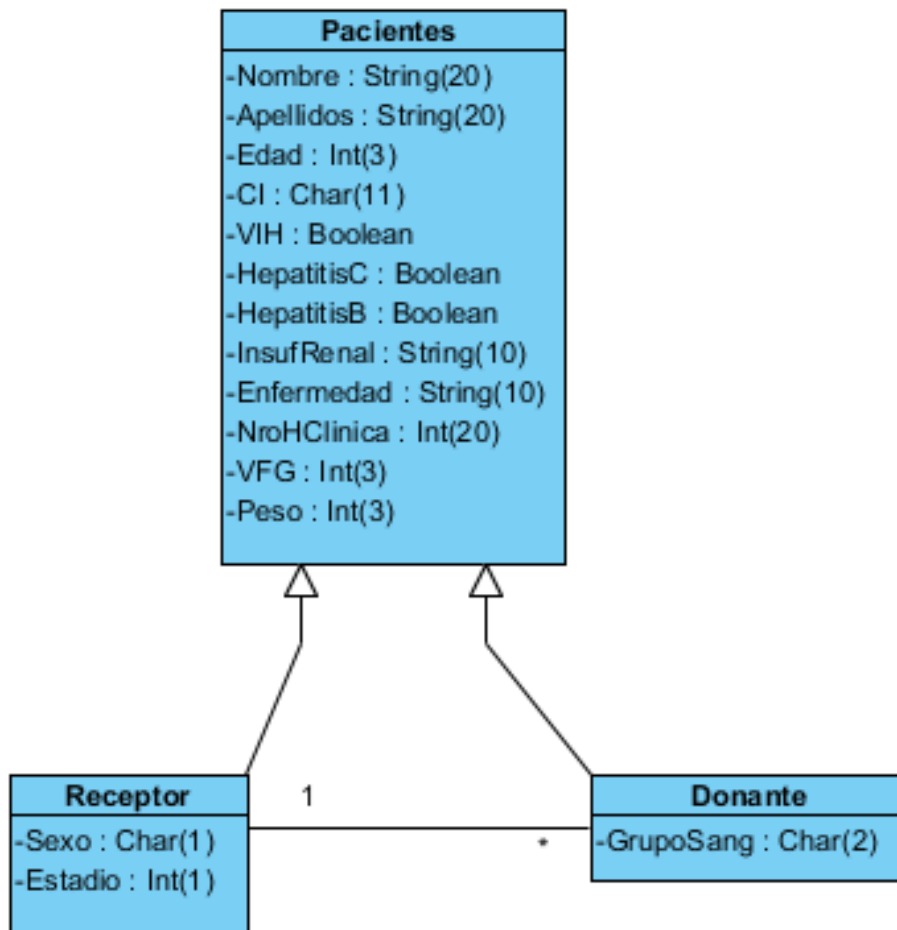 Pacientes
-Nombre : String(20)
-Apellidos : String(20)
-Edad : Int(3)
-CI : Char(11)
-VIH : Boolean
-HepatitisC : Boolean
-HepatitisB : Boolean
-InsufRenal : String(10)
-Enfermedad : String(10)
-NroHClinica : Int(20)
-VFG : Int(3)
-Peso : Int(3)
Receptor
-Sexo : Char(1)
-Estadio : Int(1)
1
*
Donante
-GrupoSang : Char(2)